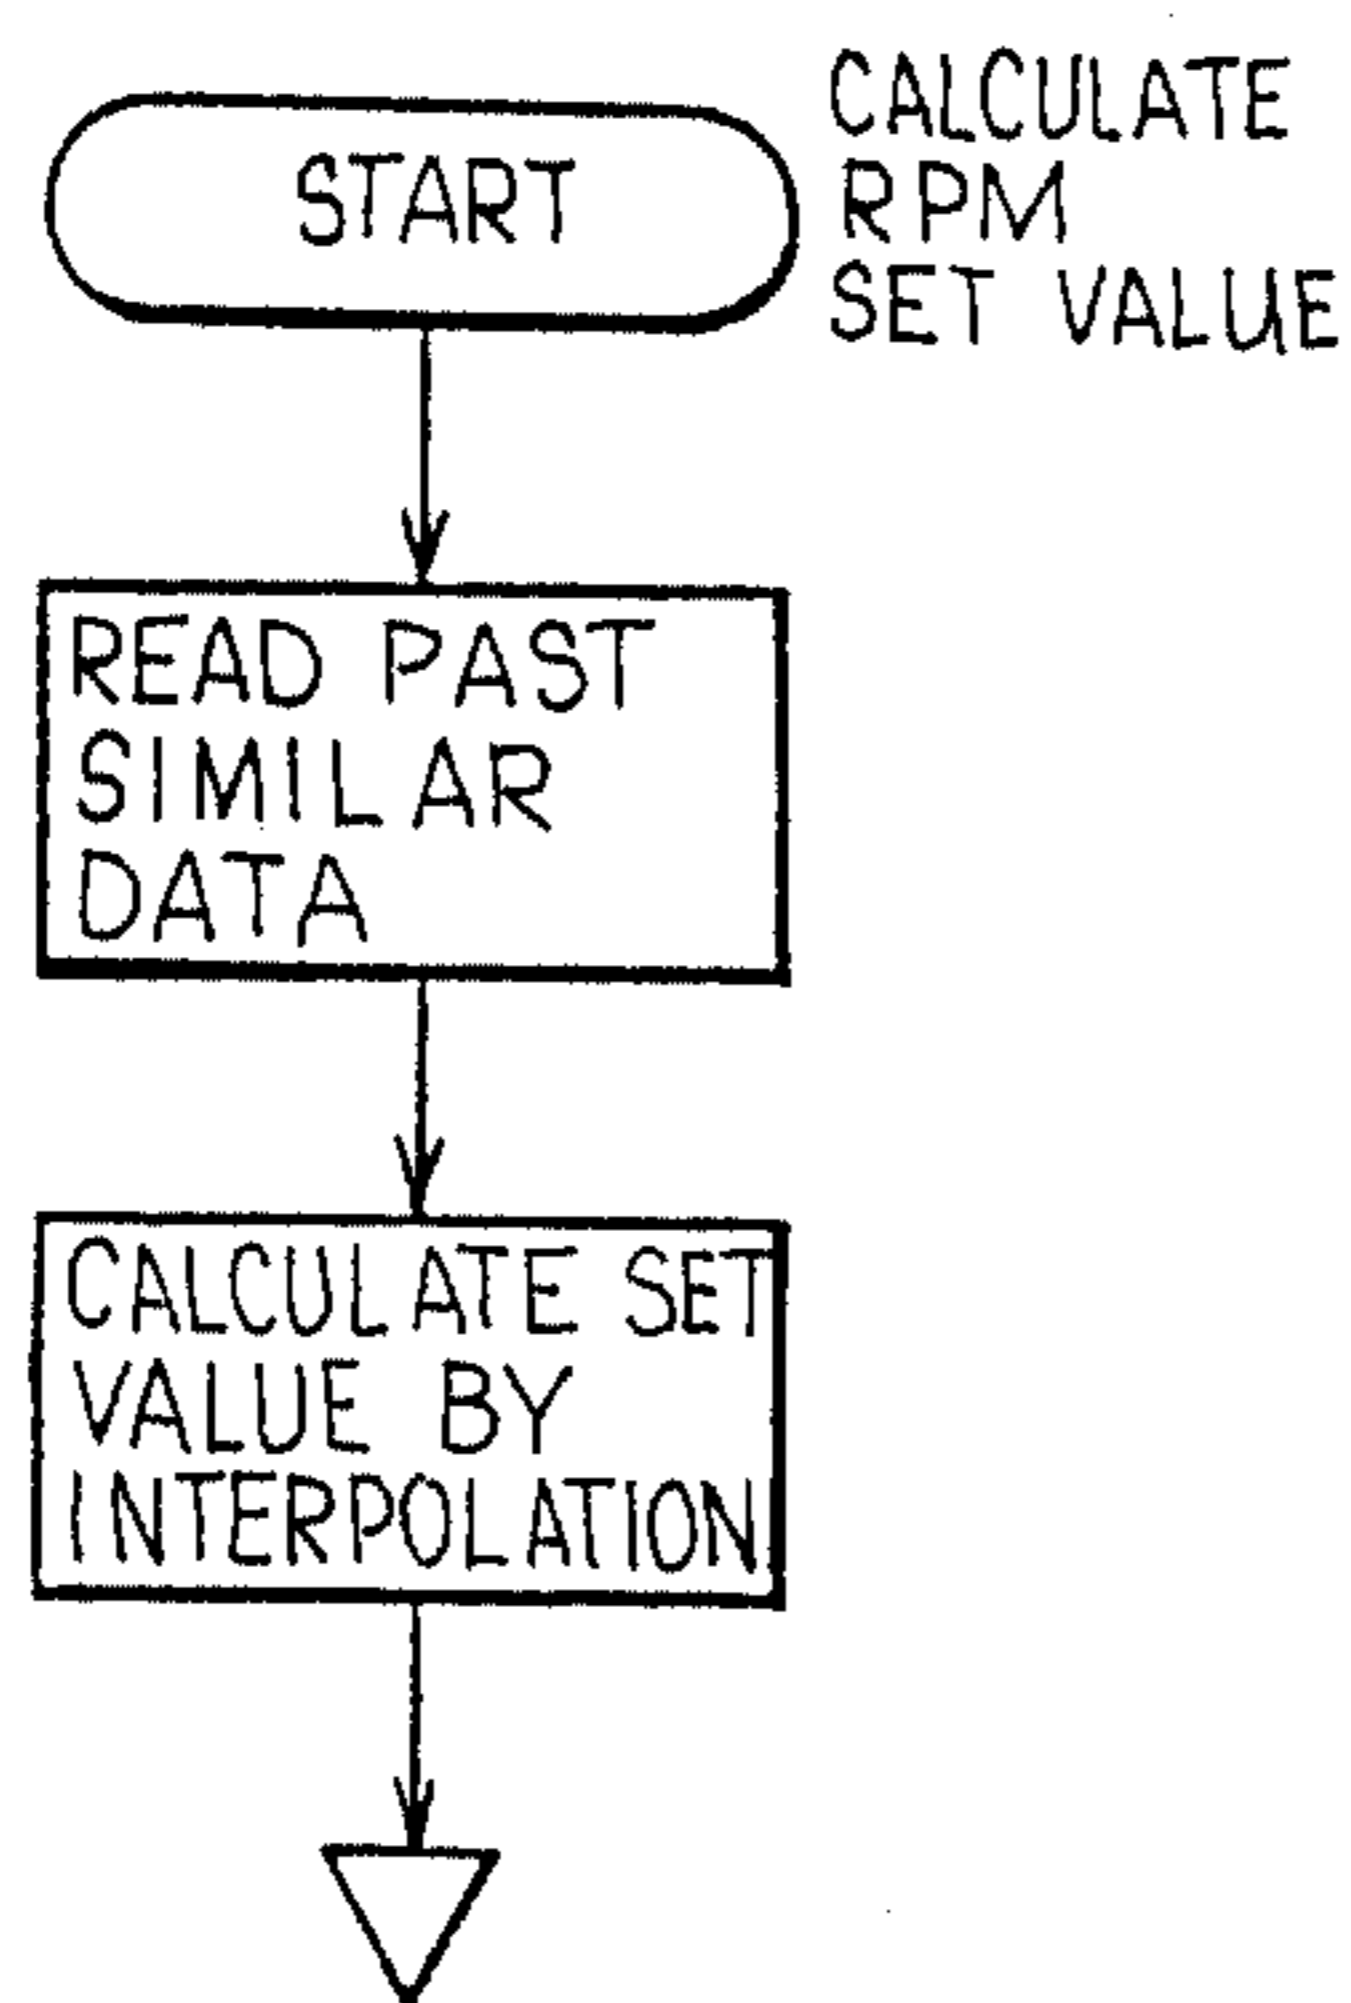 START
CALCULATE
RPM
SET VALUE
READ PAST
SIMILAR
DATA
CALCULATE SET
VALUE BY
INTERPOLATION